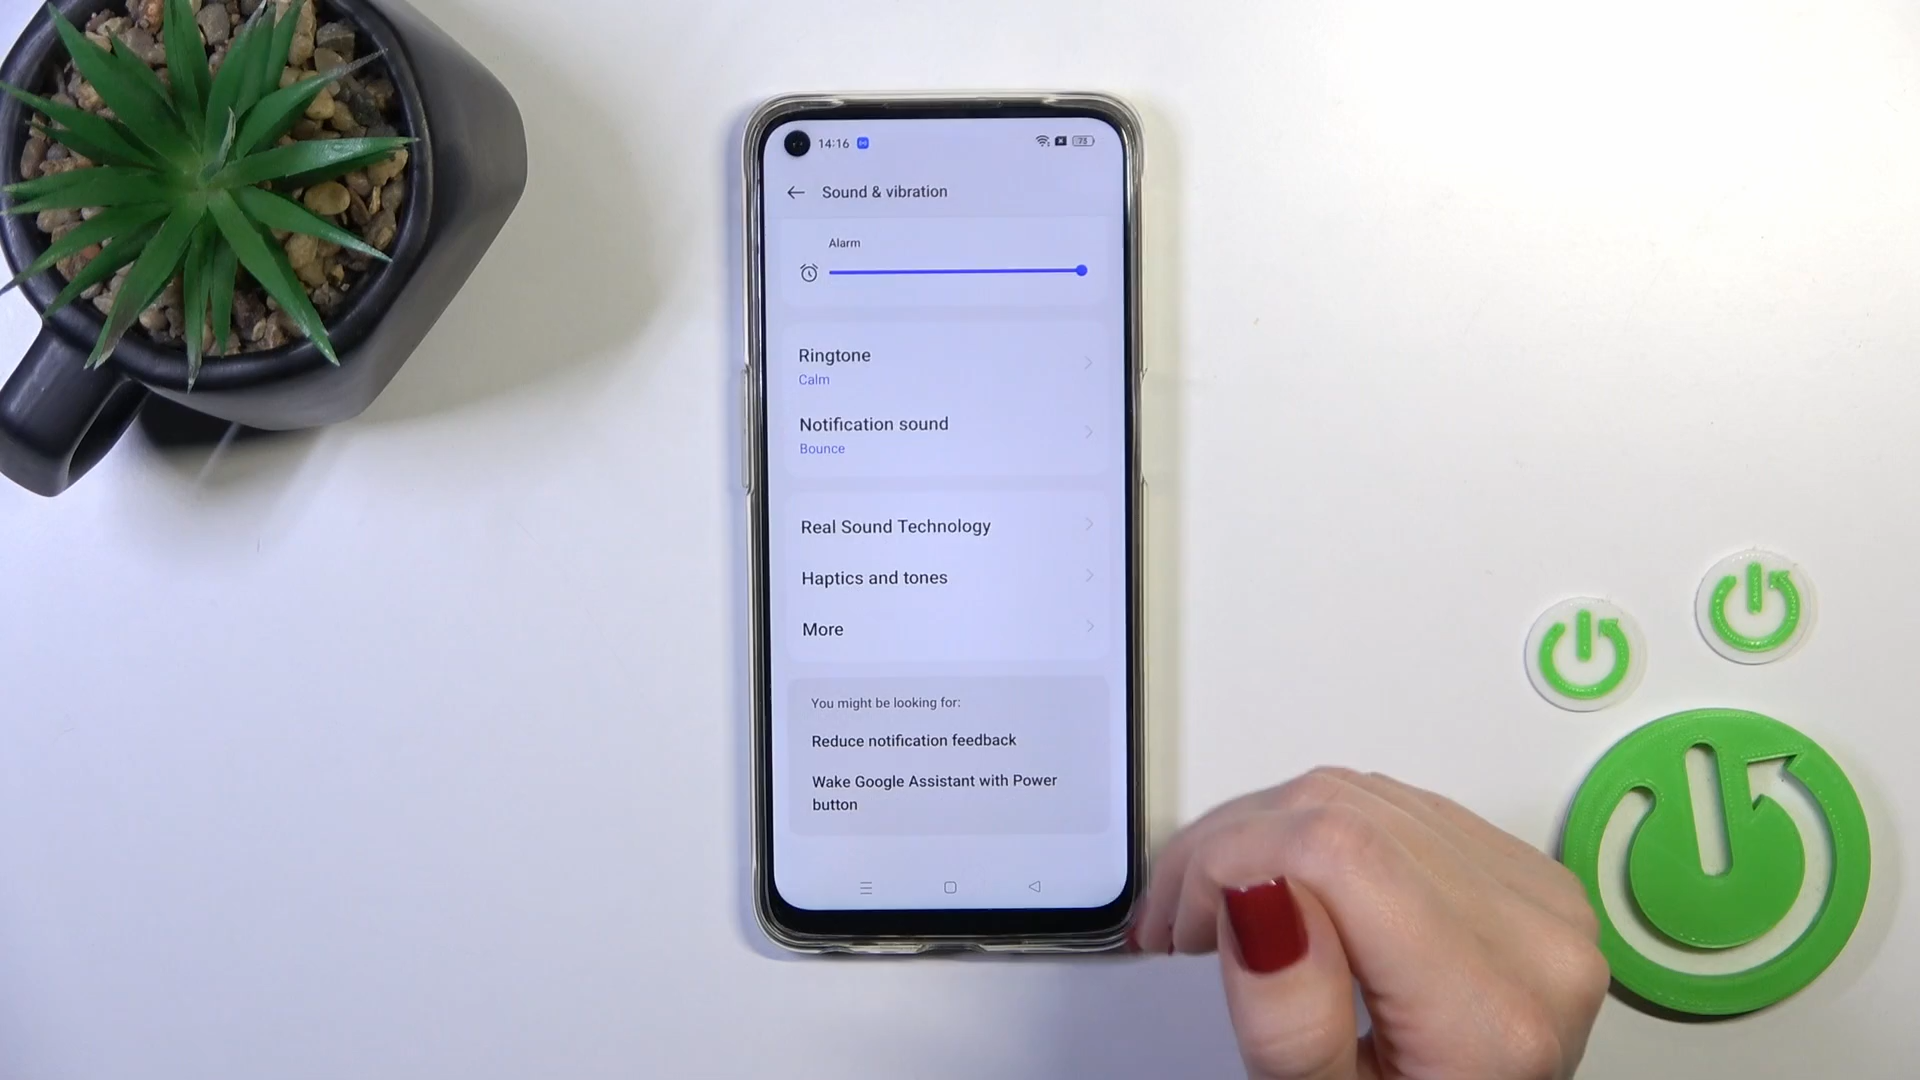 14:16
73
Sound & vibration
Alarm
Ringtone
Calm
Notification sound
Bounce
Real Sound Technology
Haptics and tones
More
You might be looking for:
Reduce notification feedback
Wake Google Assistant with Power
button